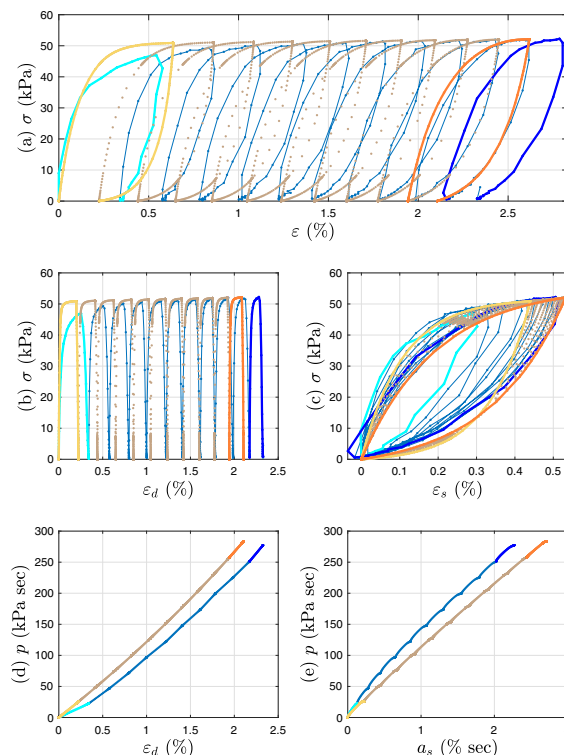 60
50
40
30
20
10
0
(a) σ (kPa)
0 0.5 1 1.5 2 2.5
ε (%)
60
50
40
30
20
10
0
(b) σ (kPa)
0 0.5 1 1.5 2 2.5
ε_d (%)
60
50
40
30
20
10
0
(c) σ (kPa)
0 0.1 0.2 0.3 0.4 0.5
ε_s (%)
300
250
200
150
100
50
0
(d) p (kPa sec)
0 0.5 1 1.5 2 2.5
ε_d (%)
300
250
200
150
100
50
0
(e) p (kPa sec)
0 1 2
a_s (% sec)